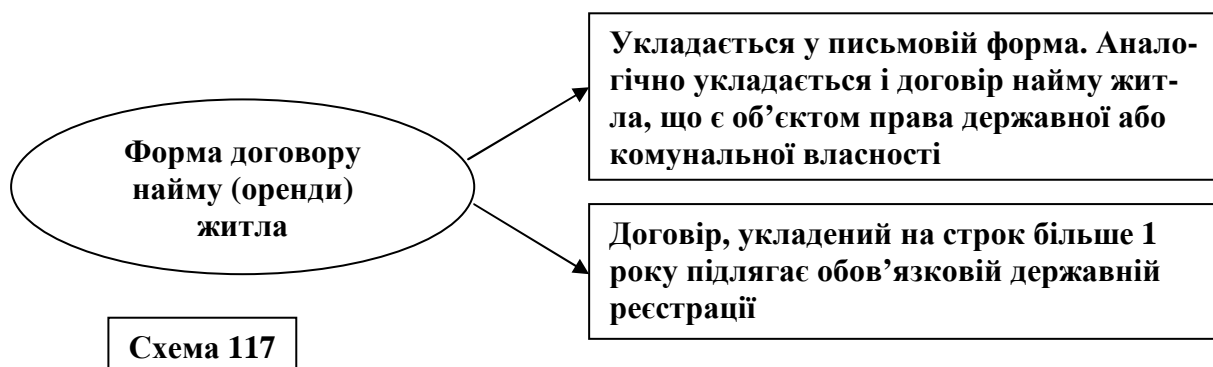 Форма договору
найму (оренди)
житла
Укладається у письмовій форма. Анало-
гічно укладається і договір найму жит-
ла, що є об’єктом права державної або
комунальної власності
Договір, укладений на строк більше 1
року підлягає обов’язковій державній
реєстрації
Схема 117